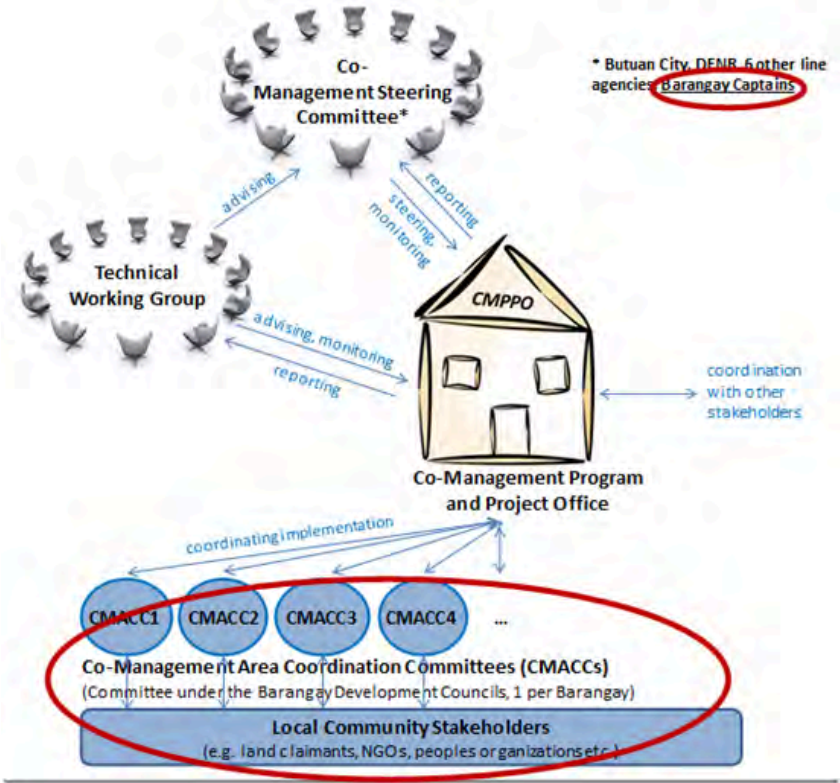 Co-
Management Steering
Committee*
* Butuan City, DENR, 6 other line
agencies, Barangay Captains
advising
reporting
steering,
monitoring
Technical
Working Group
CMPPO
advising, monitoring
reporting
coordination
with other
stakeholders
Co-Management Program
and Project Office
coordinating implementation
CMACC1 CMACC2 CMACC3 CMACC4 ...
Co-Management Area Coordination Committees (CMACCs)
(Committee under the Barangay Development Councils, 1 per Barangay)
Local Community Stakeholders
(e.g. land claimants, NGOs, peoples organizations etc.)